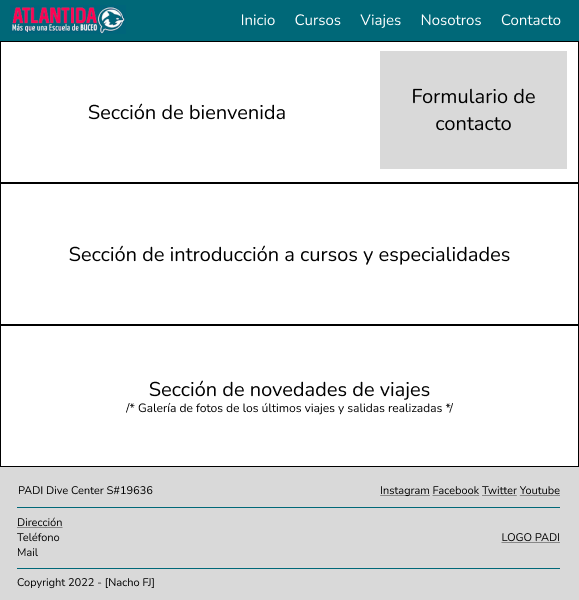 ATLANTIDA
Más que una Escuela de BUCEO
Inicio Cursos Viajes Nosotros Contacto
Sección de bienvenida
Formulario de
contacto
Sección de introducción a cursos y especialidades
Sección de novedades de viajes
/* Galería de fotos de los últimos viajes y salidas realizadas */
PADI Dive Center S#19636
Instagram Facebook Twitter Youtube
Dirección
Teléfono
LOGO PADI
Mail
Copyright 2022 - [Nacho FJ]